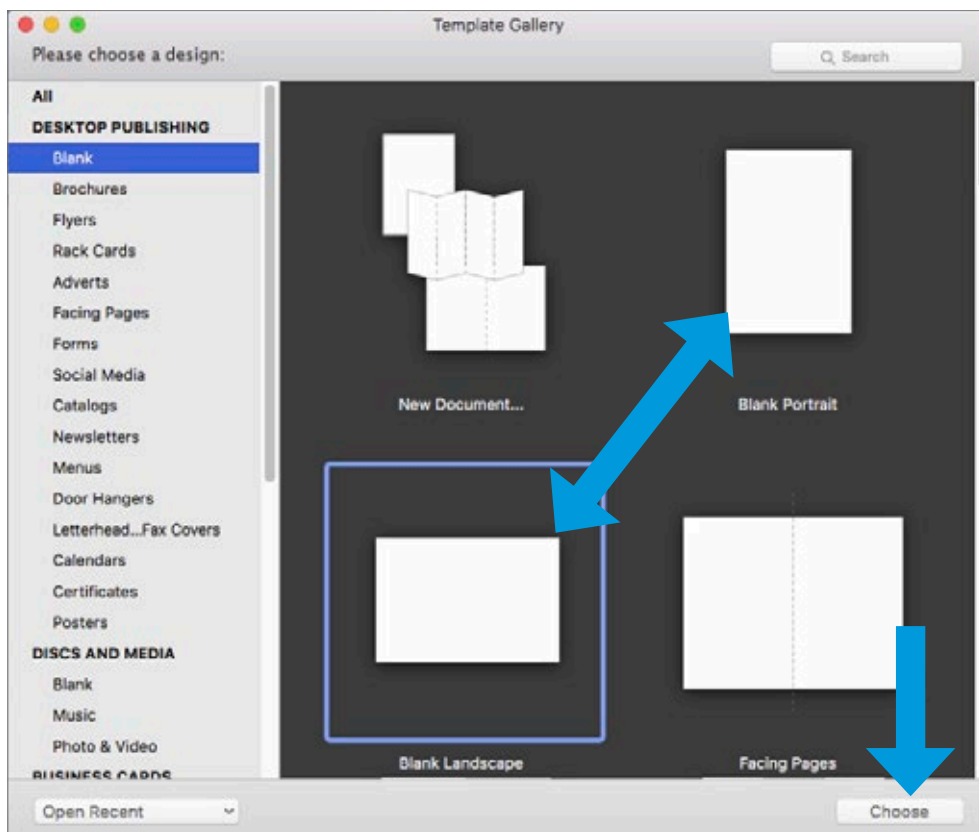 Template Gallery
Please choose a design:
Search
All
DESKTOP PUBLISHING
Blank
Brochures
Flyers
Rack Cards
Adverts
Facing Pages
Forms
Social Media
Catalogs
Newsletters
Menus
Door Hangers
Letterhead...Fax Covers
Calendars
Certificates
Posters
DISCS AND MEDIA
Blank
Music
Photo & Video
BUSINESS CARDS
New Document...
Blank Portrait
Blank Landscape
Facing Pages
Open Recent
Choose